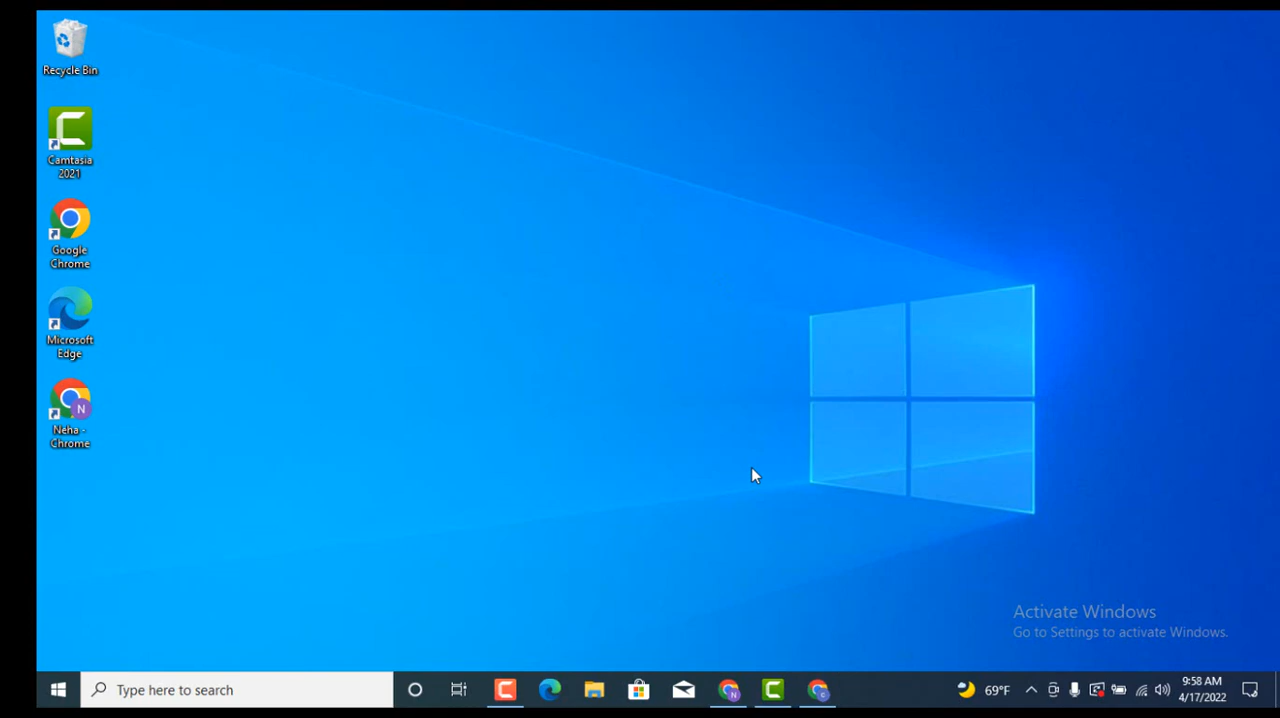 Recycle Bin
Camtasia
2021
Google
Chrome
Microsoft
Edge
N
Neha -
Chrome
Activate Windows
Go to Settings to activate Windows.
Type here to search
69°F
9:58 AM
4/17/2022